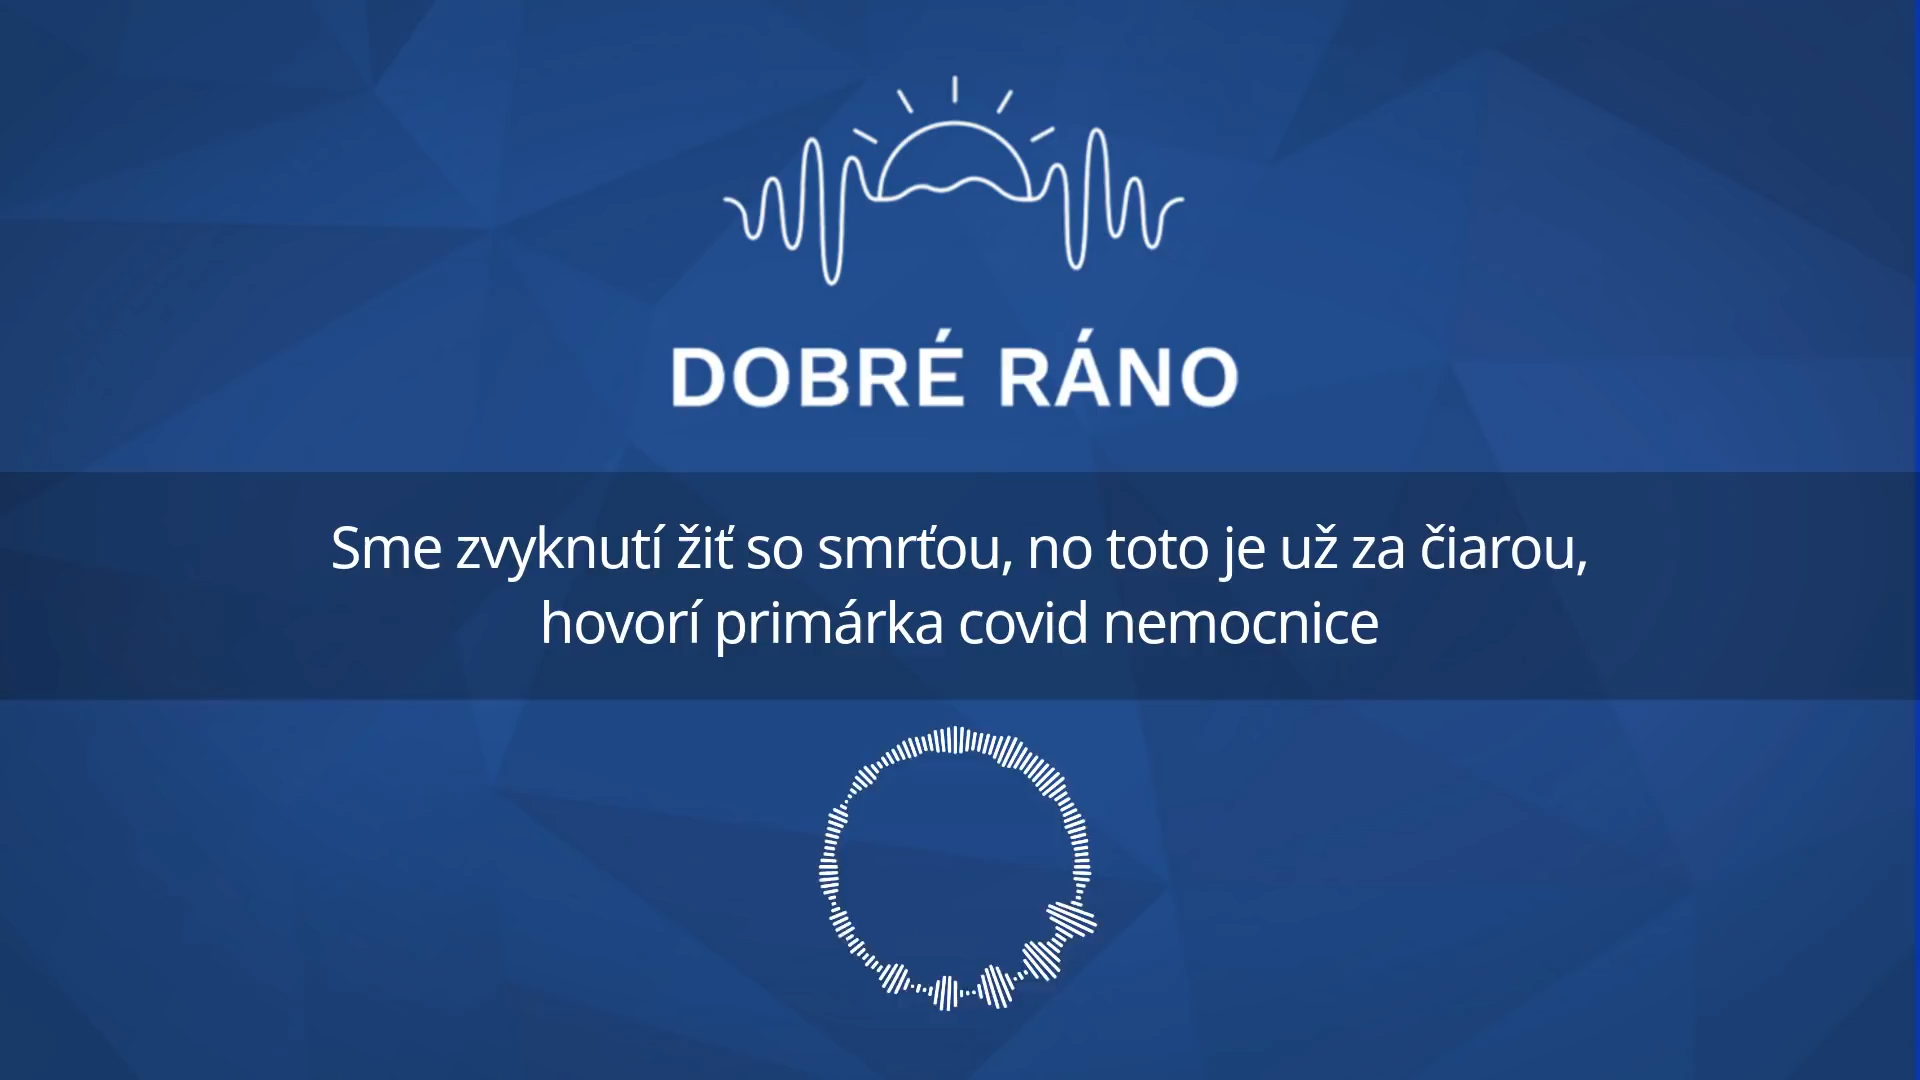 DOBRÉ RÁNO
Sme zvyknutí žiť so smrťou, no toto je už za čiarou,
hovorí primárka covid nemocnice